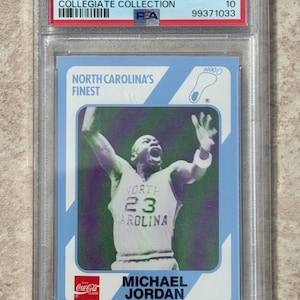 COLLEGIATE COLLECTION 10
PSA 99371033
NORTH CAROLINA'S
FINEST
NORTH
23
CAROLINA
Coca-Cola
MICHAEL
JORDAN